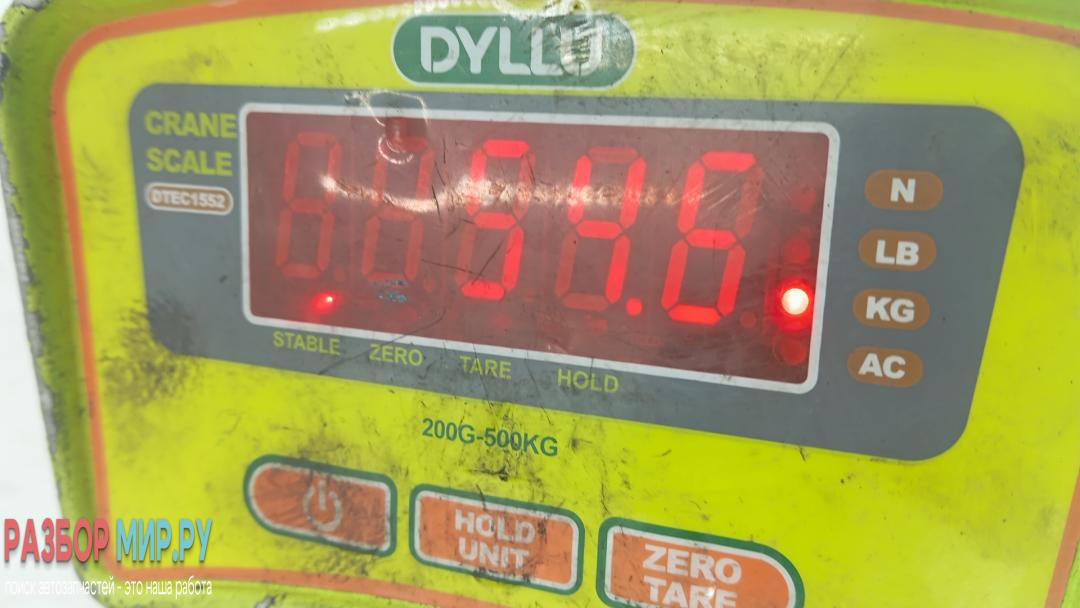 DYLLU
CRANE
SCALE
DTEC1552
54.6
N
LB
KG
AC
STABLE ZERO TARE HOLD
200G-500KG
HOLD
UNIT
ZERO
TARE
РАЗБОР МИР.РУ
поиск автозапчастей - это наша работа